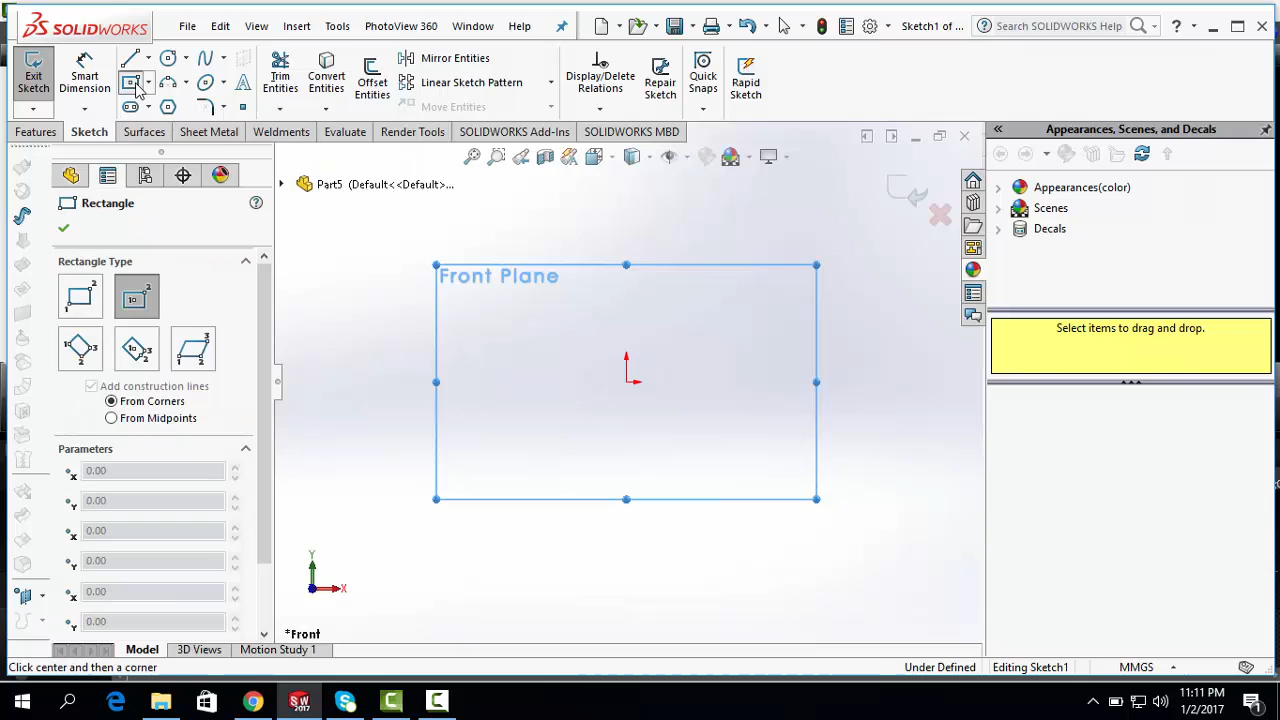 SOLIDWORKS File Edit View Insert Tools PhotoView 360 Window Help Sketch1 of ... Search SOLIDWORKS Help
Exit Sketch
Smart Dimension
Trim Entities
Convert Entities
Offset Entities
Mirror Entities
Linear Sketch Pattern
Move Entities
Display/Delete Relations
Repair Sketch
Quick Snaps
Rapid Sketch
Features Sketch Surfaces Sheet Metal Weldments Evaluate Render Tools SOLIDWORKS Add-Ins SOLIDWORKS MBD
Appearances, Scenes, and Decals
Part5 (Default<<Default>...
Appearances(color)
Scenes
Decals
Rectangle
Rectangle Type
Add construction lines
From Corners
From Midpoints
Parameters
0.00
0.00
0.00
0.00
0.00
0.00
Front Plane
Select items to drag and drop.
Y
X
*Front
Model 3D Views Motion Study 1
Click center and then a corner Under Defined Editing Sketch1 MMGS
11:11 PM
1/2/2017